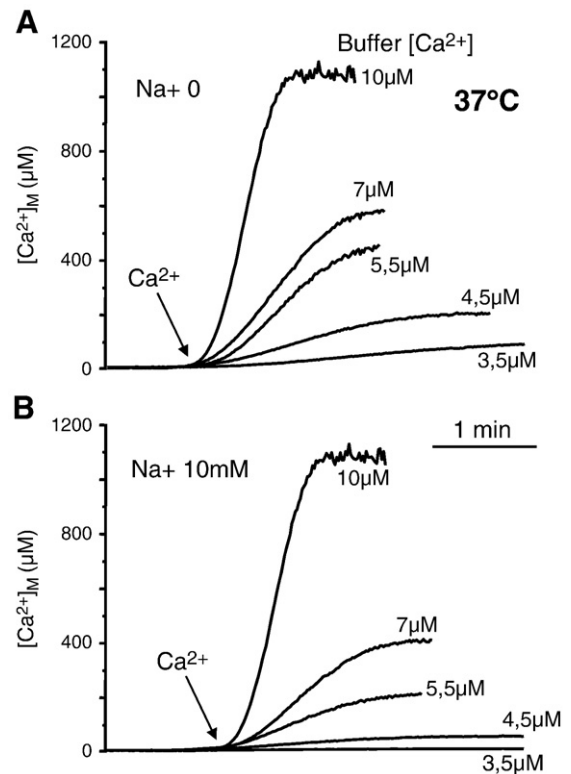 A
Buffer [Ca2+]
1200
Na+ 0
10µM
37°C
800
[Ca2+]M (µM)
7µM
400
5,5µM
Ca2+
4,5µM
0
3,5µM
B
1200
1 min
Na+ 10mM
10µM
800
[Ca2+]M (µM)
7µM
400
Ca2+
5,5µM
4,5µM
0
3,5µM